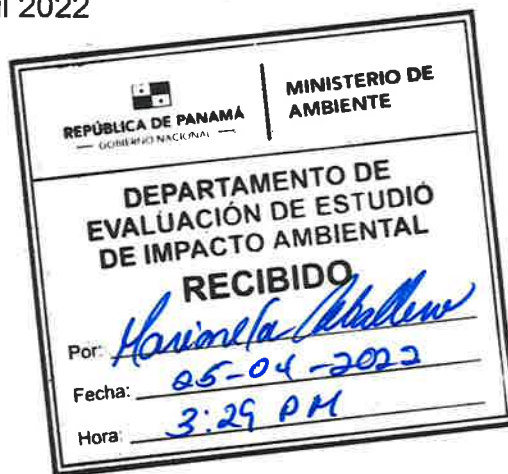 2022
REPÚBLICA DE PANAMÁ
— GOBIERNO NACIONAL —
MINISTERIO DE
AMBIENTE
DEPARTAMENTO DE
EVALUACIÓN DE ESTUDIO
DE IMPACTO AMBIENTAL
RECIBIDO
Por: Marianela Caballero
Fecha: 25-04-2022
Hora: 3:29 PM